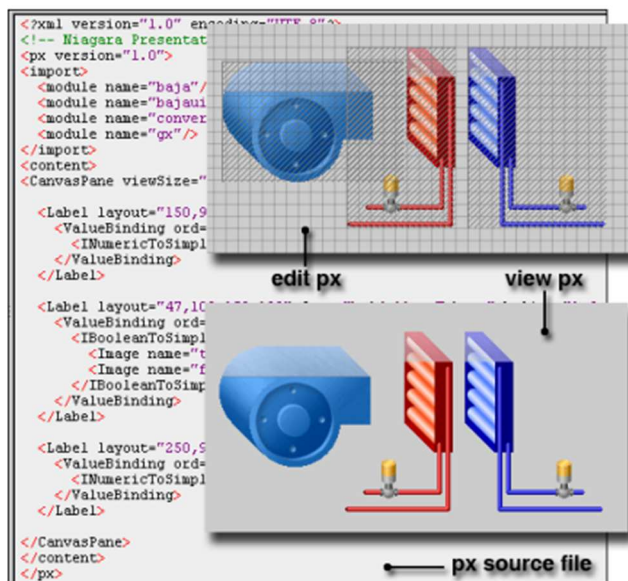 <?xml version="1.0" encoding="UTF-8"?>
<!-- Niagara Presentat
<px version="1.0">
<import>
<module name="baja"/
<module name="bajaui
<module name="conver
<module name="gx"/>
</import>
<content>
<CanvasPane viewSize="
<Label layout="150,9
<ValueBinding ord=
<INumericToSimpl
</ValueBinding>
</Label>
edit px
view px
<Label layout="47,10
<ValueBinding ord=
<IBooleanToSimp
<Image name="t
<Image name="f
</IBooleanToSimp
</ValueBinding>
</Label>
<Label layout="250,9
<ValueBinding ord=
<INumericToSimpl
</ValueBinding>
</Label>
</CanvasPane>
</content>
</px>
px source file